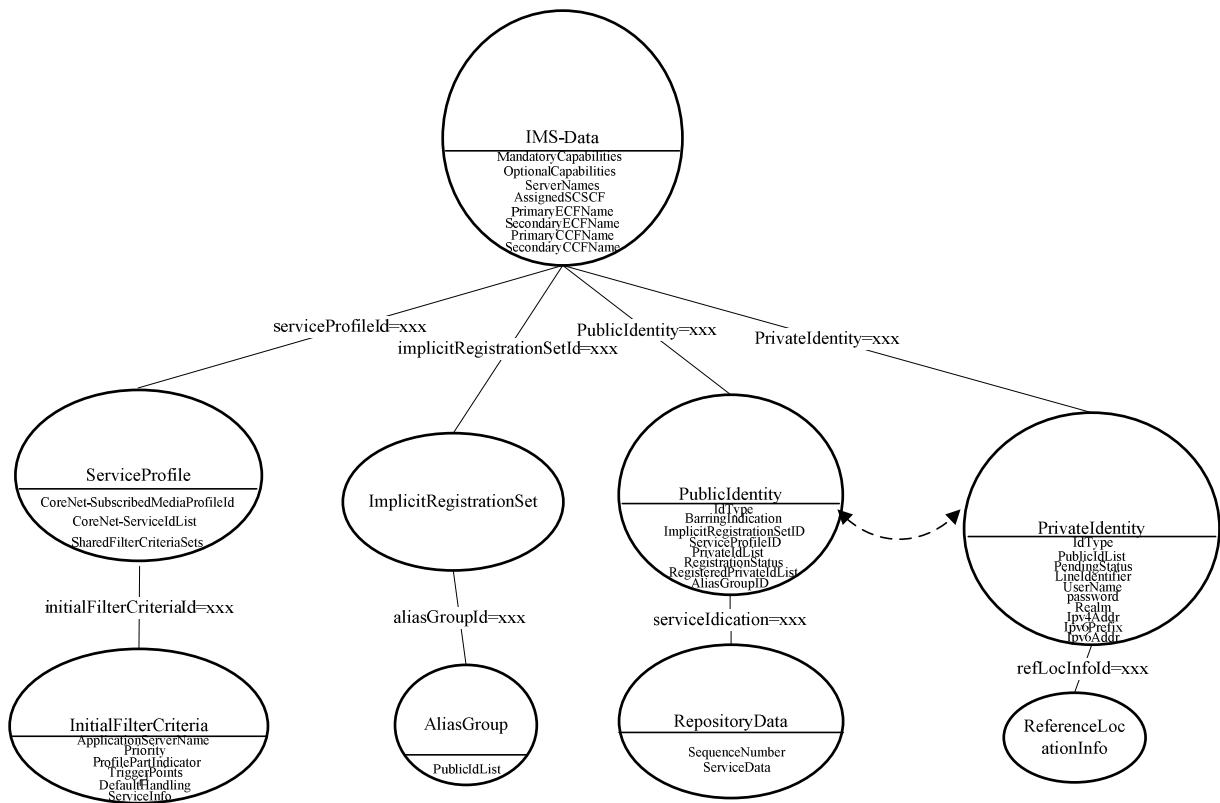 IMS-Data
MandatoryCapabilities
OptionalCapabilities
ServerNames
AssignedSCSCF
PrimaryECFName
SecondaryECFName
PrimaryCCFName
SecondaryCCFName
serviceProfileId=xxx
implicitRegistrationSetId=xxx
PublicIdentity=xxx
PrivateIdentity=xxx
ServiceProfile
CoreNet-SubscribedMediaProfileId
CoreNet-ServiceIdList
SharedFilterCriteriaSets
ImplicitRegistrationSet
PublicIdentity
IdType
BarringIndication
ImplicitRegistrationSetID
ServiceProfileID
PrivateIdList
RegistrationStatus
RegisteredPrivateIdList
AliasGroupID
PrivateIdentity
IdType
PublicIdList
PendingStatus
LineIdentifier
UserName
password
Realm
Ipv4Addr
Ipv6Prefix
Ipv6Addr
initialFilterCriteriaId=xxx
aliasGroupId=xxx
serviceIdication=xxx
refLocInfoId=xxx
InitialFilterCriteria
ApplicationServerName
Priority
ProfilePartIndicator
TriggerPoints
DefaultHandling
ServiceInfo
AliasGroup
PublicIdList
RepositoryData
SequenceNumber
ServiceData
ReferenceLoc
ationInfo